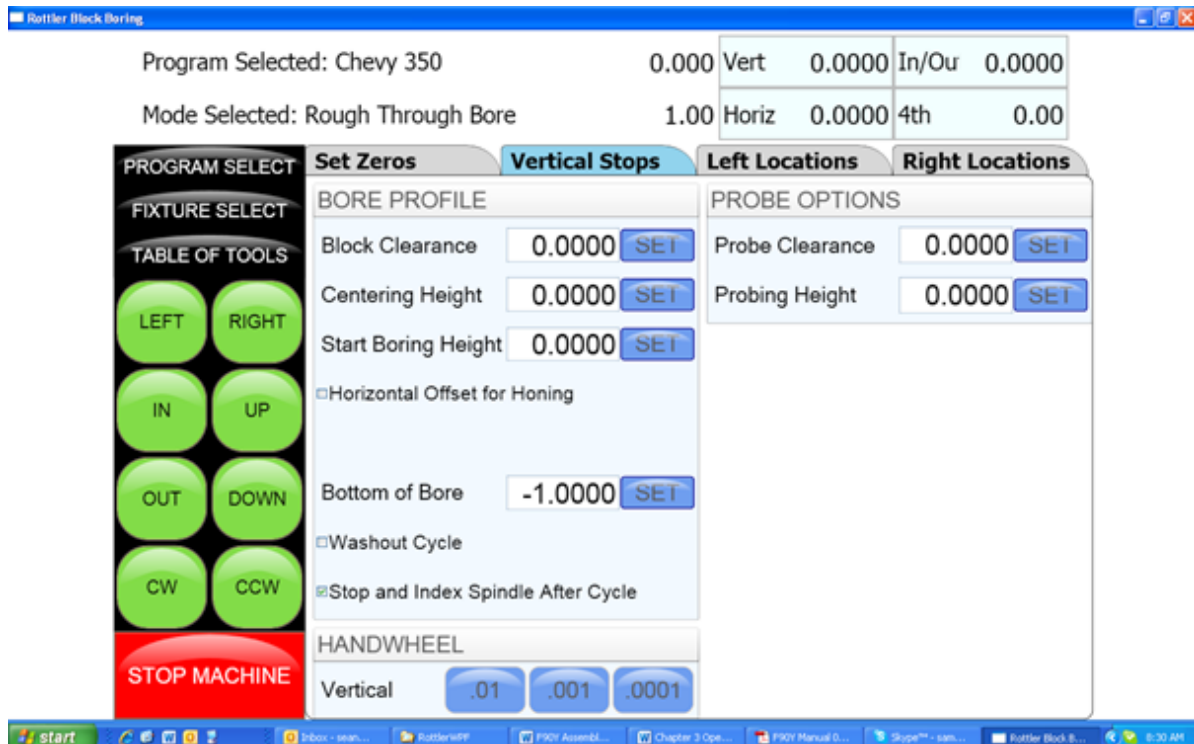 Rottler Block Boring
Program Selected: Chevy 350 0.000 Vert 0.0000 In/Ou 0.0000
Mode Selected: Rough Through Bore 1.00 Horiz 0.0000 4th 0.00
PROGRAM SELECT
FIXTURE SELECT
TABLE OF TOOLS
LEFT RIGHT
IN UP
OUT DOWN
CW CCW
STOP MACHINE
Set Zeros Vertical Stops Left Locations Right Locations
BORE PROFILE
Block Clearance 0.0000 SET
Centering Height 0.0000 SET
Start Boring Height 0.0000 SET
Horizontal Offset for Honing
Bottom of Bore -1.0000 SET
Washout Cycle
Stop and Index Spindle After Cycle
HANDWHEEL
Vertical .01 .001 .0001
PROBE OPTIONS
Probe Clearance 0.0000 SET
Probing Height 0.0000 SET
start Inbox - sean... RottlerWPF F90Y Assembl... Chapter 3 Ope... F90Y Manual 0... Skype™ - sam... Rottler Block B... 8:30 AM